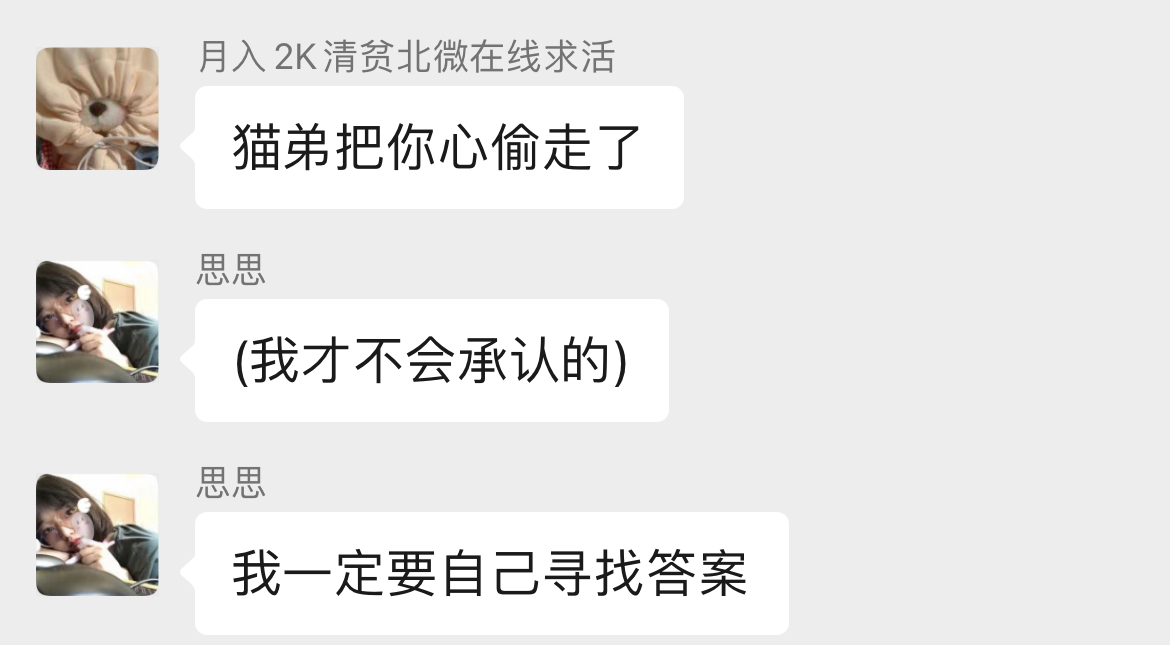 月入2K清贫北微在线求活
猫弟把你心偷走了
思思
(我才不会承认的)
思思
我一定要自己寻找答案